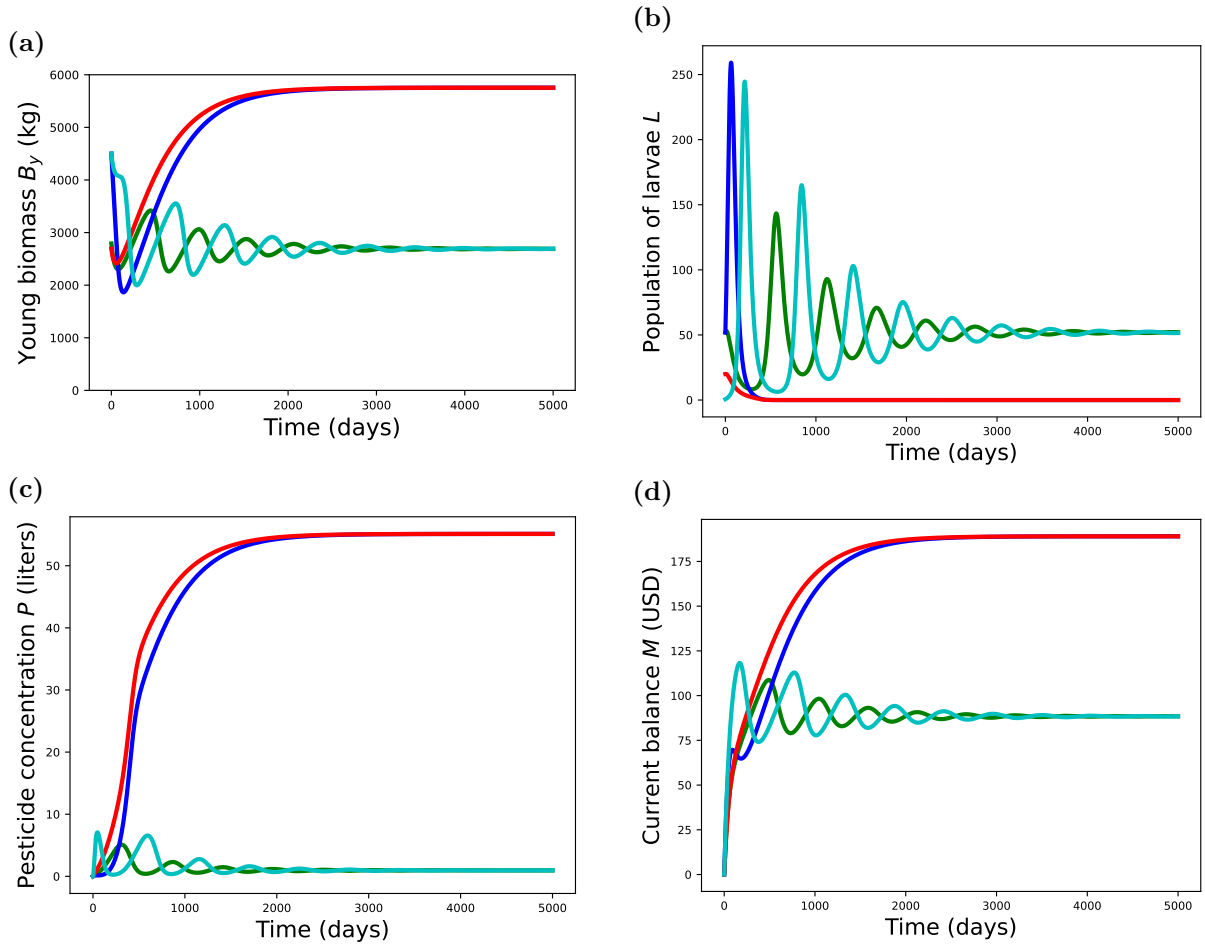 (a)
6000
5000
4000
3000
2000
1000
0
Young biomass B_y (kg)
0 1000 2000 3000 4000 5000
Time (days)
(b)
250
200
150
100
50
0
Population of larvae L
0 1000 2000 3000 4000 5000
Time (days)
(c)
50
40
30
20
10
0
Pesticide concentration P (liters)
0 1000 2000 3000 4000 5000
Time (days)
(d)
175
150
125
100
75
50
25
0
Current balance M (USD)
0 1000 2000 3000 4000 5000
Time (days)